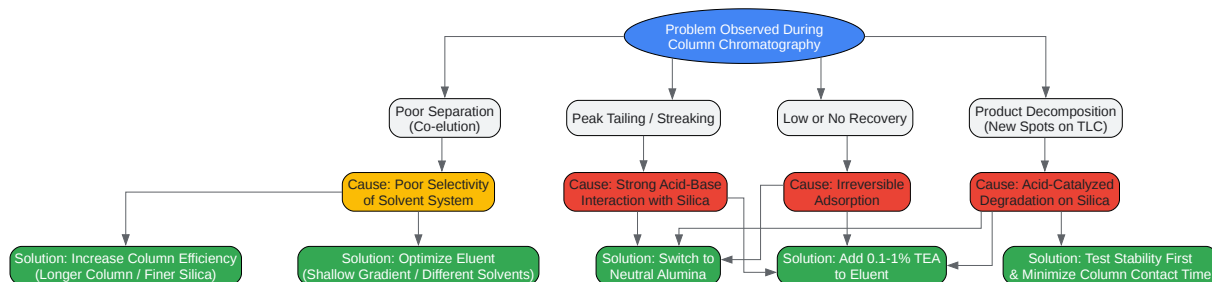 Problem Observed During
Column Chromatography
Poor Separation
(Co-elution)
Peak Tailing / Streaking
Low or No Recovery
Product Decomposition
(New Spots on TLC)
Cause: Poor Selectivity
of Solvent System
Cause: Strong Acid-Base
Interaction with Silica
Cause: Irreversible
Adsorption
Cause: Acid-Catalyzed
Degradation on Silica
Solution: Increase Column Efficiency
(Longer Column / Finer Silica)
Solution: Optimize Eluent
(Shallow Gradient / Different Solvents)
Solution: Switch to
Neutral Alumina
Solution: Add 0.1-1% TEA
to Eluent
Solution: Test Stability First
& Minimize Column Contact Time